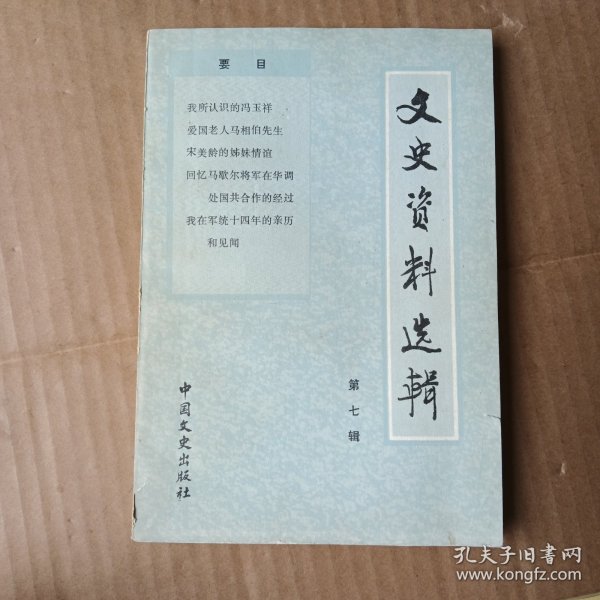 要目
我所认识的冯玉祥
爱国老人马相伯先生
宋美龄的姊妹情谊
回忆马歇尔将军在华调
处国共合作的经过
我在军统十四年的亲历
和见闻
文史资料选辑
第七辑
中国文史出版社
孔夫子旧书网
www.kongfz.com